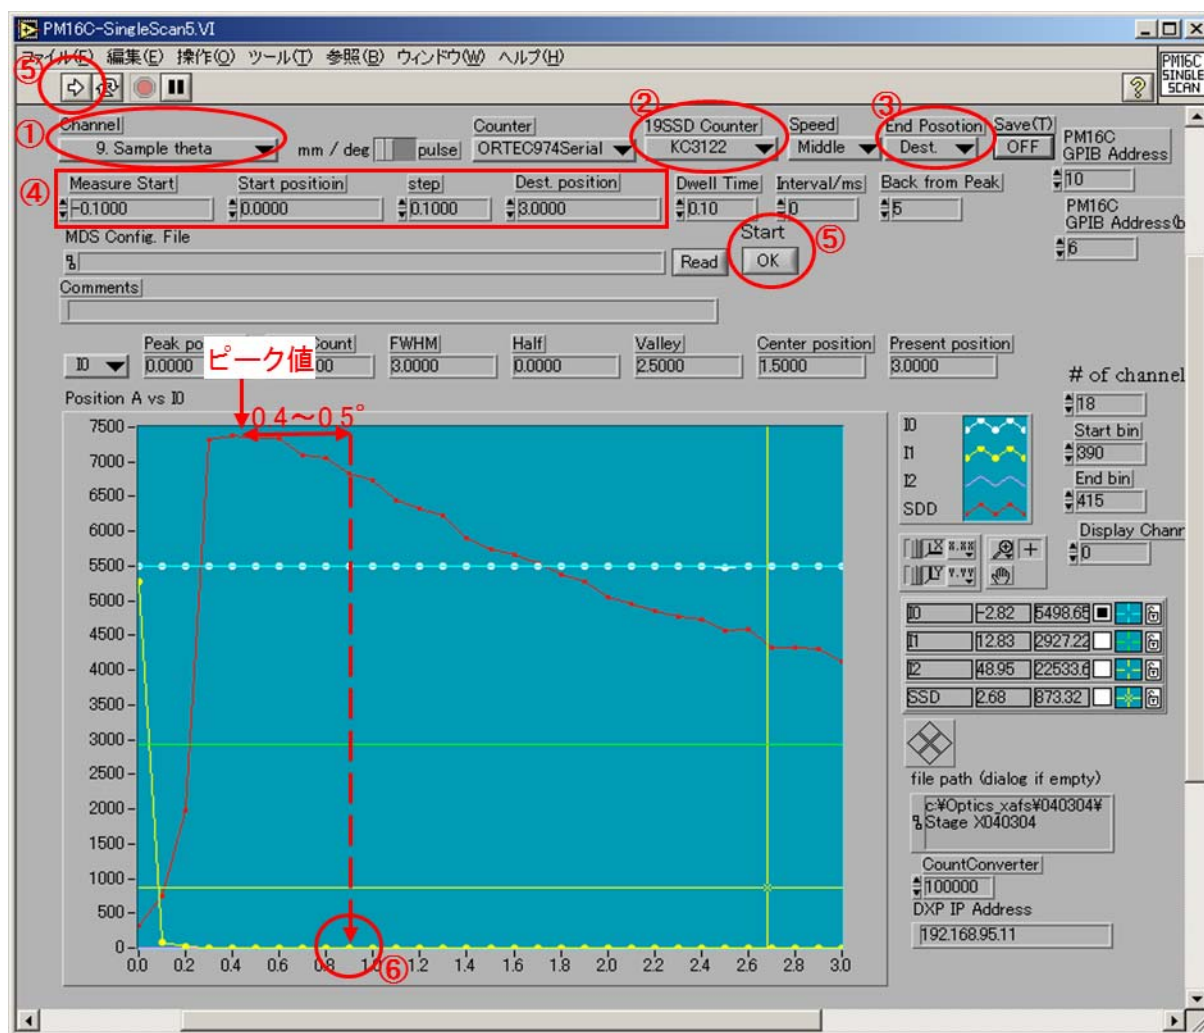 PM16C-SingleScan5.VI
ファイル(F) 編集(E) 操作(O) ツール(T) 参照(B) ウィンドウ(W) ヘルプ(H)
⑤
?
PM16C
SINGLE
SCAN
① ② ③
Channel Counter 19SSD Counter Speed End Posotion Save(T)
9. Sample theta mm / deg pulse ORTEC974Serial KC3122 Middle Dest. OFF
PM16C
GPIB Address
10
④
Measure Start Start positioin step Dest. position Dwell Time Interval/ms Back from Peak
-0.1000 0.0000 0.1000 3.0000 0.10 0 5
PM16C
GPIB Address(b
6
MDS Config. File
Read
Start
OK
⑤
Comments
I0
Peak po ount FWHM Half Valley Center position Present position
0.0000 00 3.0000 0.0000 2.5000 1.5000 3.0000
ピーク値
0.4～0.5°
Position A vs I0
7500
7000
6500
6000
5500
5000
4500
4000
3500
3000
2500
2000
1500
1000
500
0
0.0 0.2 0.4 0.6 0.8 1.0 1.2 1.4 1.6 1.8 2.0 2.2 2.4 2.6 2.8 3.0
⑥
I0
I1
I2
SDD
# of channel
18
Start bin
390
End bin
415
Display Chanr
0
X X.XX
Y Y.YY
I0 -2.82 5498.65
I1 12.83 2927.22
I2 48.95 22533.6
SSD 2.68 873.32
file path (dialog if empty)
c:¥Optics_xafs¥040304¥
Stage X040304
CountConverter
100000
DXP IP Address
192.168.95.11